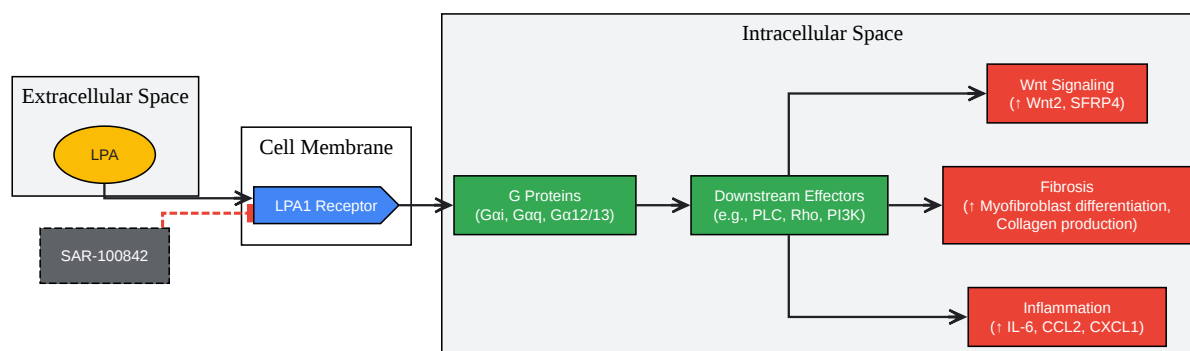 Extracellular Space
LPA
SAR-100842
Cell Membrane
LPA1 Receptor
Intracellular Space
G Proteins
(Gαi, Gαq, Gα12/13)
Downstream Effectors
(e.g., PLC, Rho, PI3K)
Wnt Signaling
(↑ Wnt2, SFRP4)
Fibrosis
(↑ Myofibroblast differentiation,
Collagen production)
Inflammation
(↑ IL-6, CCL2, CXCL1)